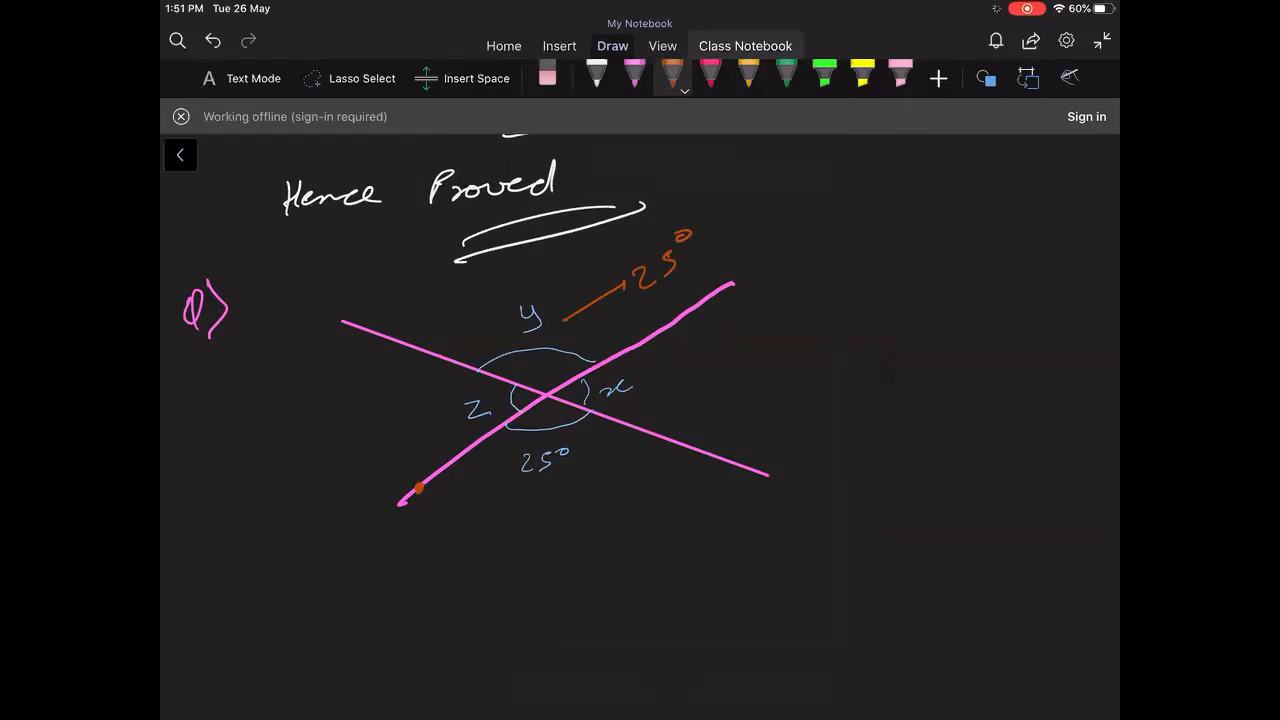 1:51 PM Tue 26 May
60%
My Notebook
Home Insert Draw View Class Notebook
A Text Mode Lasso Select Insert Space
Working offline (sign-in required) Sign in
Hence Proved
Q)
y 25°
z x
25°